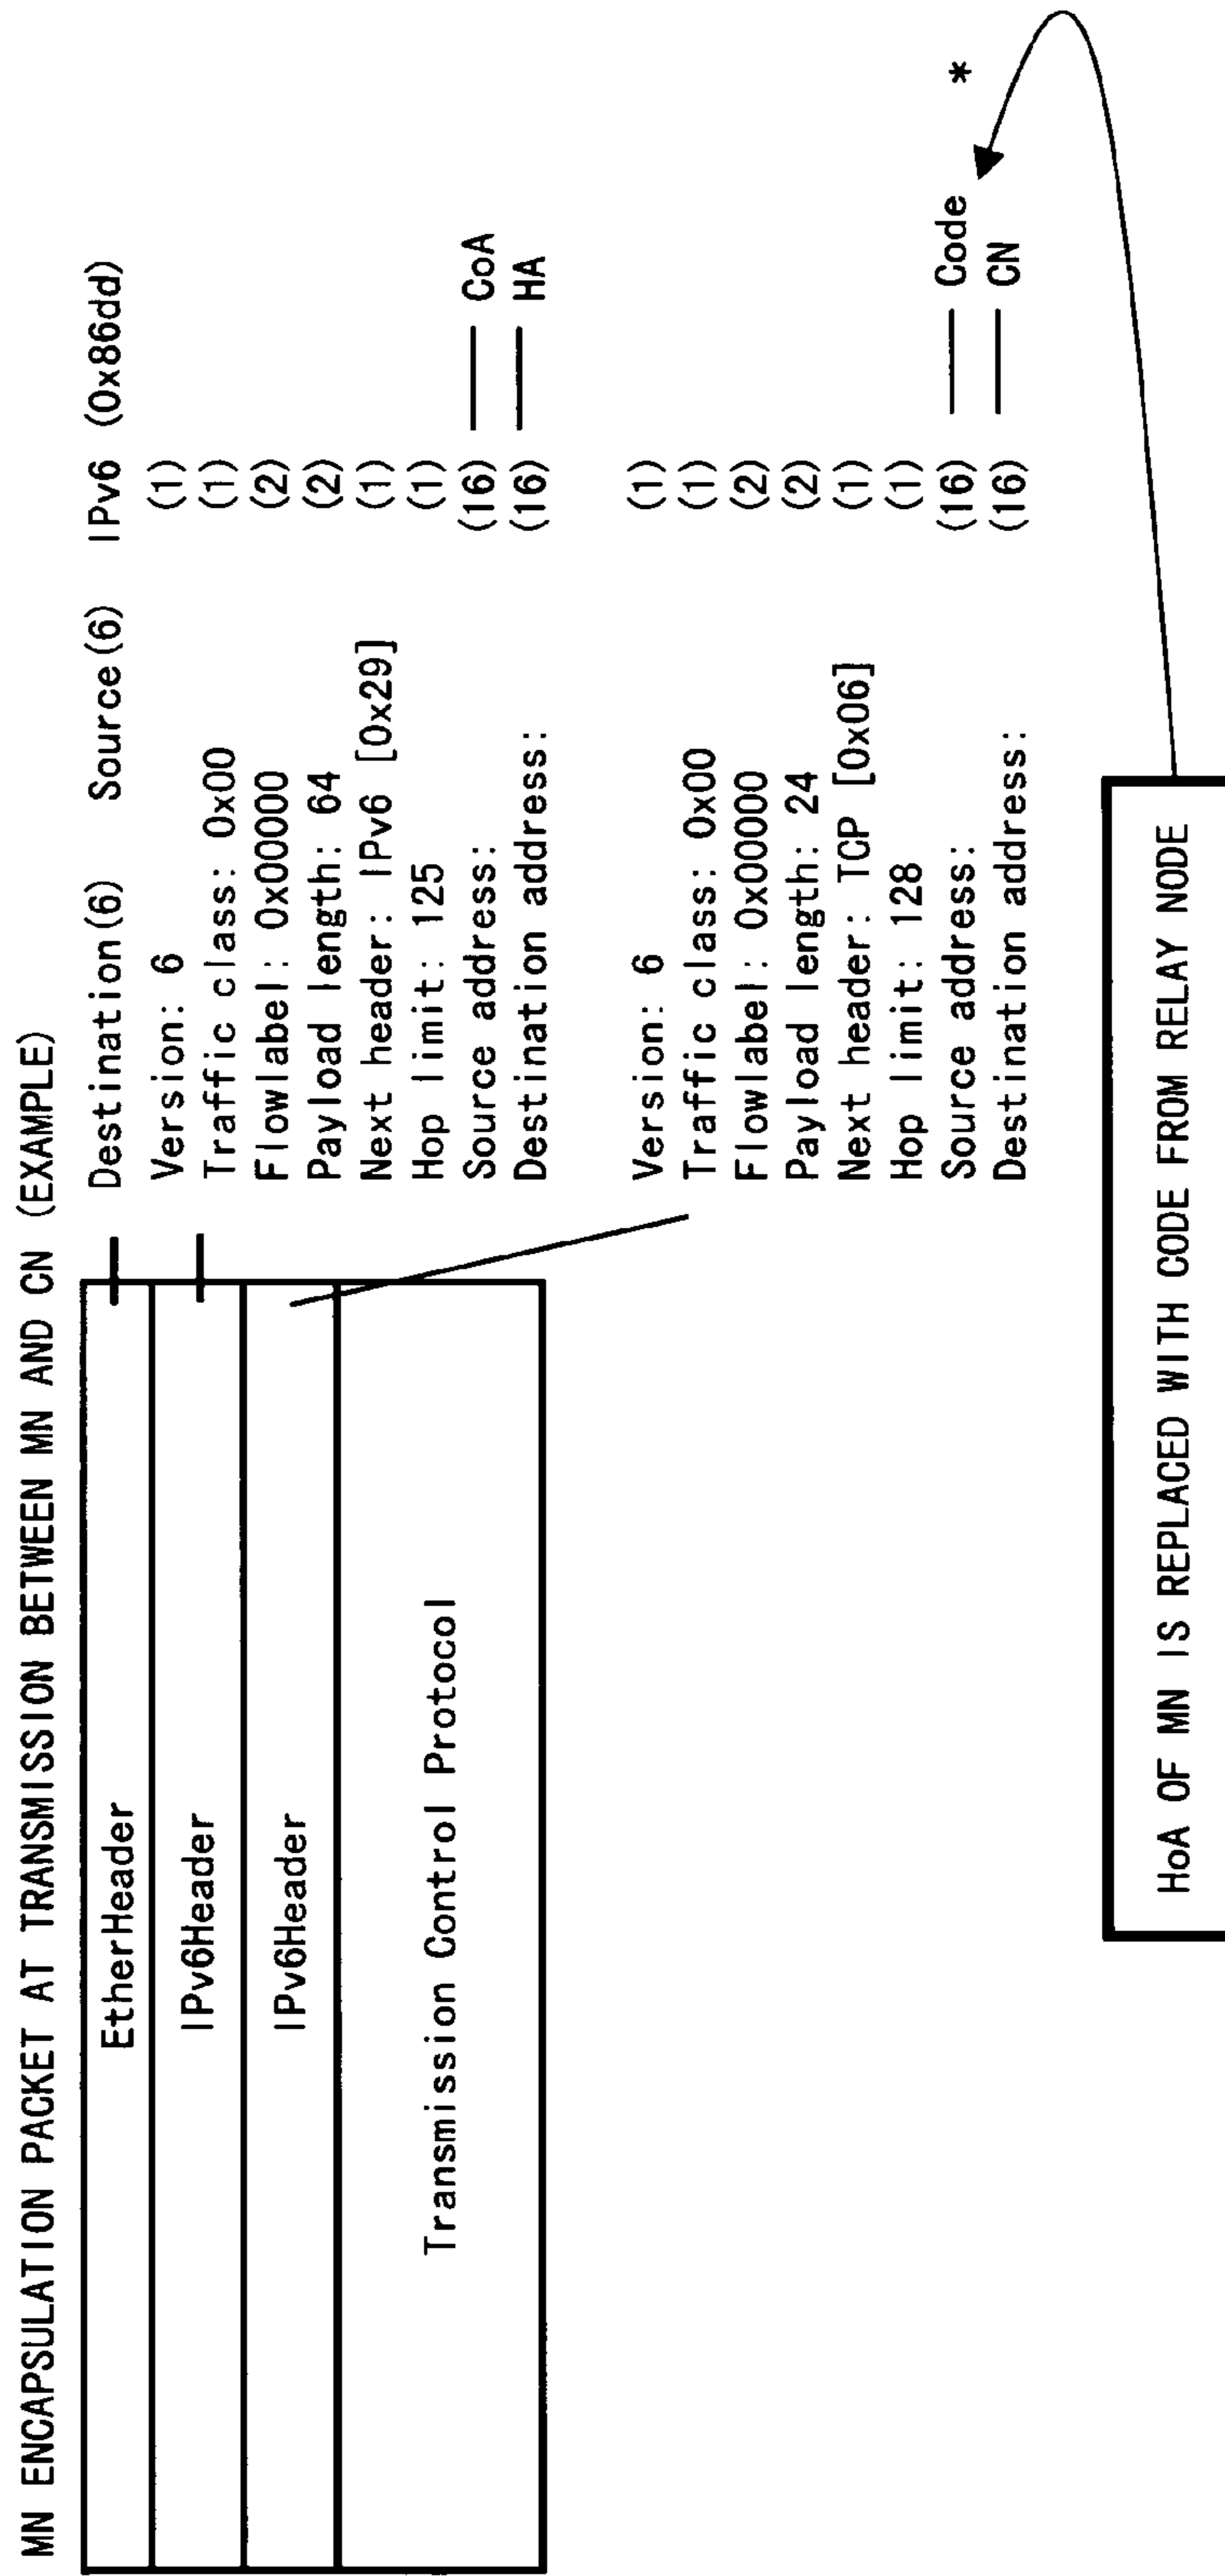 MN ENCAPSULATION PACKET AT TRANSMISSION BETWEEN MN AND CN (EXAMPLE)
EtherHeader
IPv6Header
IPv6Header
Transmission Control Protocol
Destination(6) Source(6) IPv6 (0x86dd)
Version: 6 (1)
Traffic class: 0x00 (1)
Flowlabel: 0x00000 (2)
Payload length: 64 (2)
Next header: IPv6 [0x29] (1)
Hop limit: 125 (1)
Source address: (16) CoA
Destination address: (16) HA
Version: 6 (1)
Traffic class: 0x00 (1)
Flowlabel: 0x00000 (2)
Payload length: 24 (2)
Next header: TCP [0x06] (1)
Hop limit: 128 (1)
Source address: (16) Code *
Destination address: (16) CN
HoA OF MN IS REPLACED WITH CODE FROM RELAY NODE